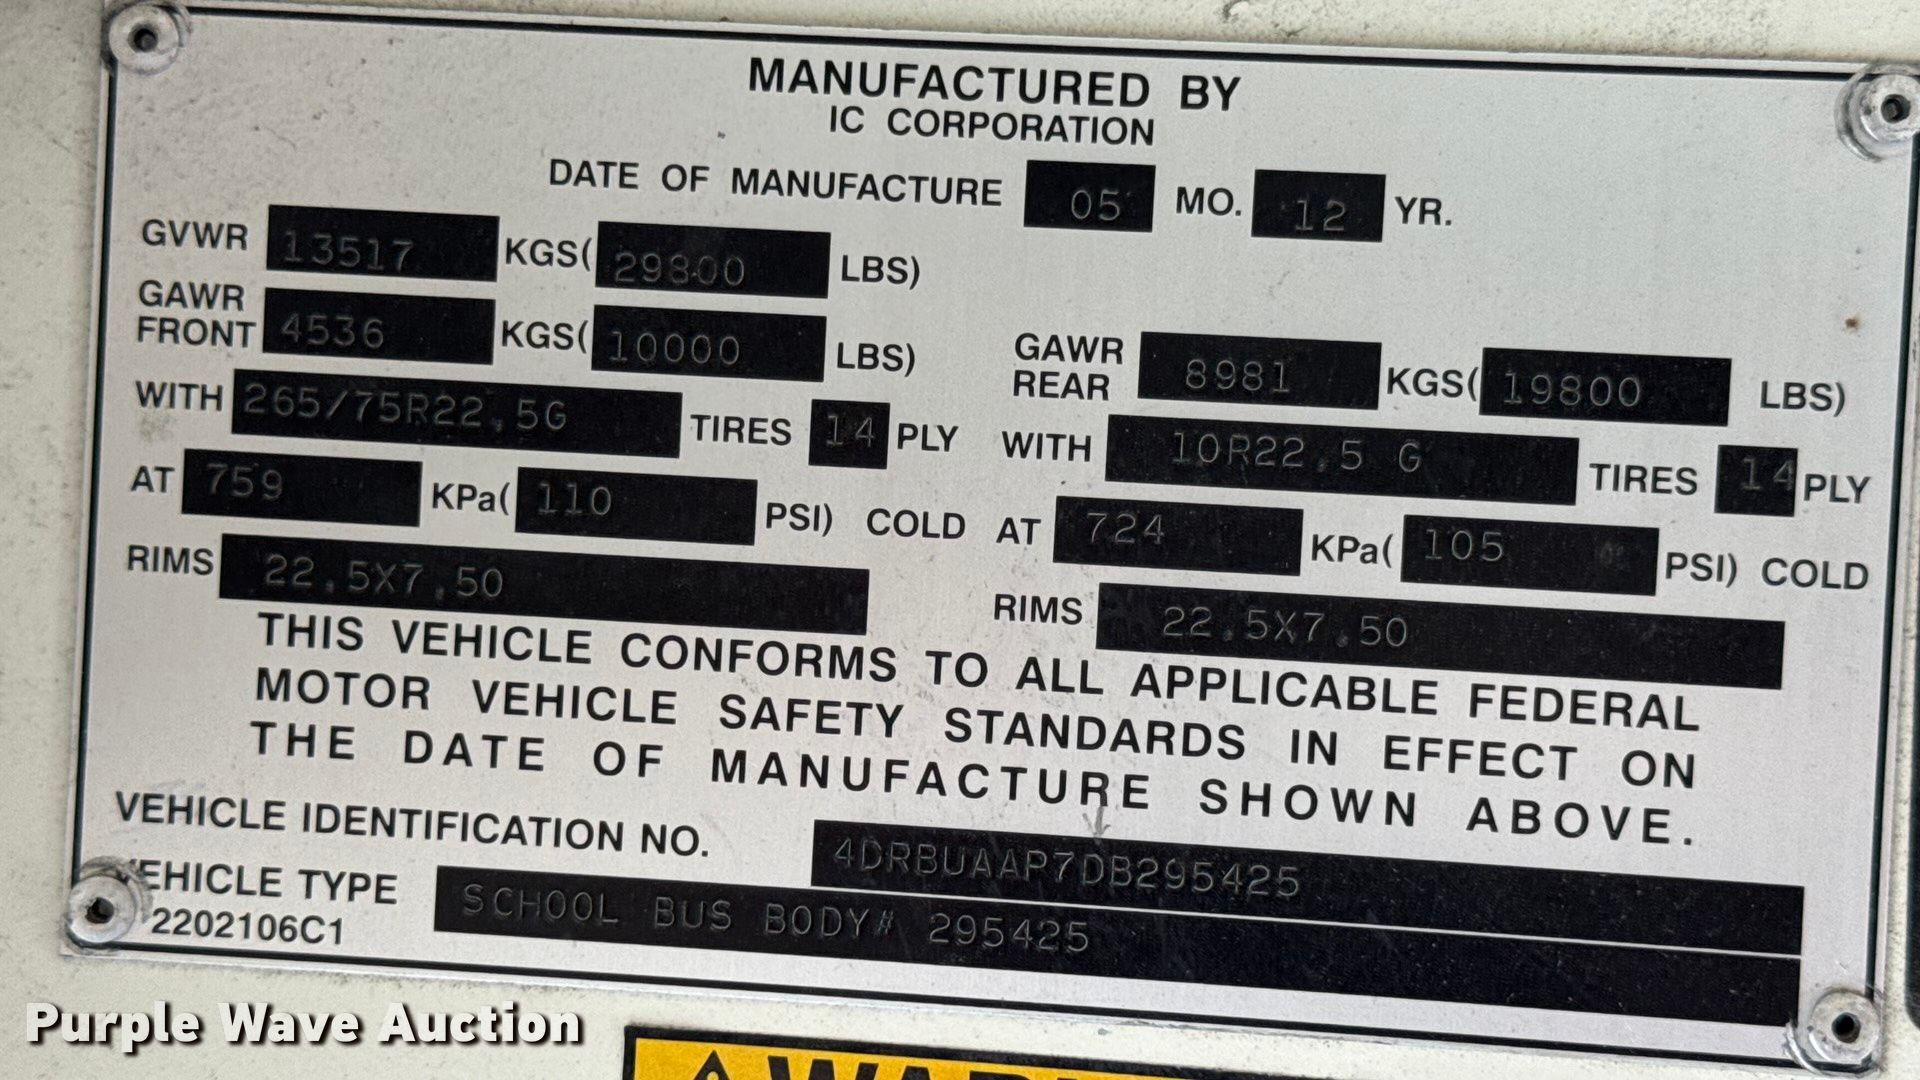 MANUFACTURED BY
IC CORPORATION
DATE OF MANUFACTURE 05 MO. 12 YR.
GVWR 13517 KGS( 29800 LBS)
GAWR FRONT 4536 KGS( 10000 LBS)
WITH 265/75R22.5G TIRES 14 PLY
AT 759 KPa( 110 PSI) COLD
RIMS 22.5X7.50
GAWR REAR 8981 KGS( 19800 LBS)
WITH 10R22.5 G TIRES 14 PLY
AT 724 KPa( 105 PSI) COLD
RIMS 22.5X7.50
THIS VEHICLE CONFORMS TO ALL APPLICABLE FEDERAL
MOTOR VEHICLE SAFETY STANDARDS IN EFFECT ON
THE DATE OF MANUFACTURE SHOWN ABOVE.
VEHICLE IDENTIFICATION NO. 4DRBUAAP7DB295425
VEHICLE TYPE SCHOOL BUS BODY# 295425
2202106C1
Purple Wave Auction